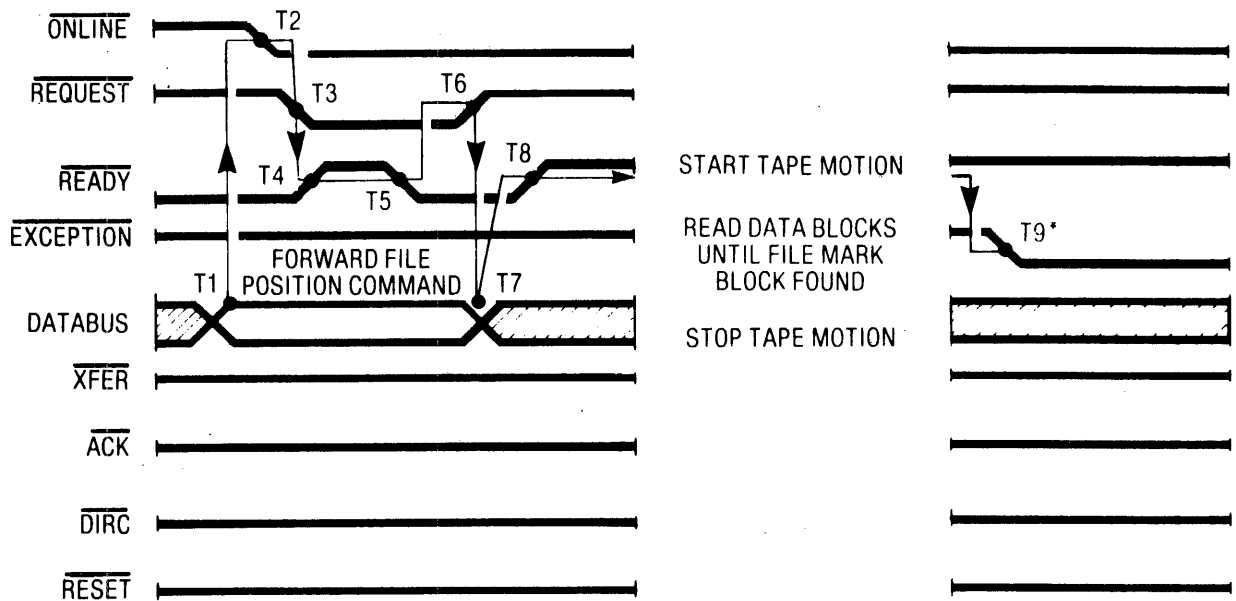 ONLINE
T2
REQUEST
T3
T6
READY
T4
T5
T8
START TAPE MOTION
EXCEPTION
READ DATA BLOCKS
UNTIL FILE MARK
BLOCK FOUND
T9*
FORWARD FILE
POSITION COMMAND
T1
T7
DATABUS
STOP TAPE MOTION
XFER
ACK
DIRC
RESET